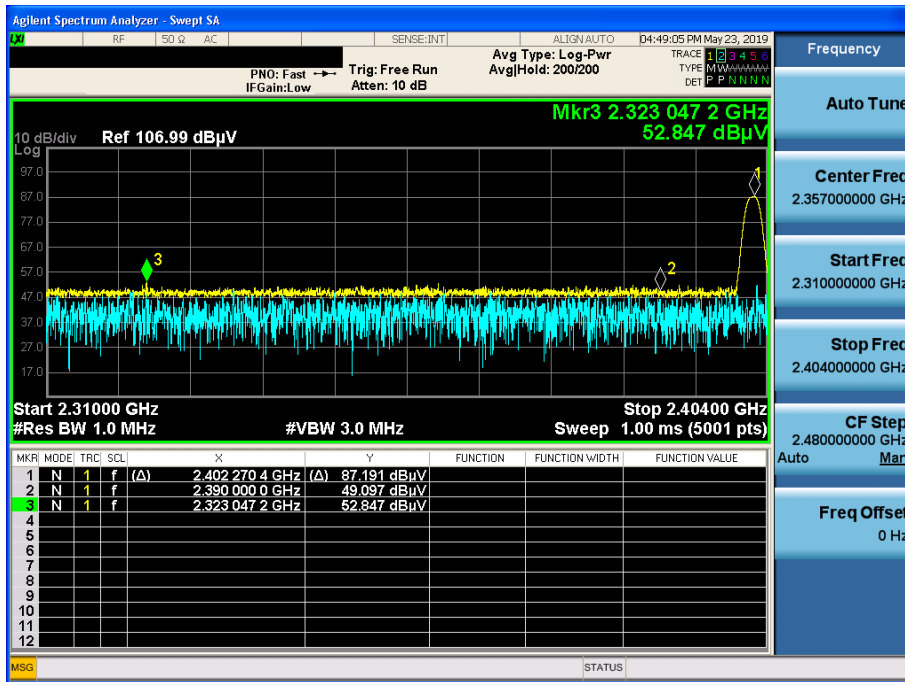 Agilent Spectrum Analyzer - Swept SA
LXI RF 50 Ω AC SENSE:INT ALIGN AUTO 04:49:05 PM May 23, 2019
Frequency
PNO: Fast
IFGain:Low
Trig: Free Run
Atten: 10 dB
Avg Type: Log-Pwr
Avg|Hold: 200/200
TRACE 1 2 3 4 5 6
TYPE M W W W W W
DET P P N N N N
Auto Tune
Mkr3 2.323 047 2 GHz
52.847 dBµV
10 dB/div Ref 106.99 dBµV
Log
97.0
87.0
77.0
67.0
57.0
47.0
37.0
27.0
17.0
1
2
3
Center Freq
2.357000000 GHz
Start Freq
2.310000000 GHz
Stop Freq
2.404000000 GHz
Start 2.31000 GHz Stop 2.40400 GHz
#Res BW 1.0 MHz #VBW 3.0 MHz Sweep 1.00 ms (5001 pts)
CF Step
2.480000000 GHz
Auto Man
MKR MODE TRC SCL X Y FUNCTION FUNCTION WIDTH FUNCTION VALUE
1 N 1 f (Δ) 2.402 270 4 GHz (Δ) 87.191 dBµV
2 N 1 f 2.390 000 0 GHz 49.097 dBµV
3 N 1 f 2.323 047 2 GHz 52.847 dBµV
4
5
6
7
8
9
10
11
12
Freq Offset
0 Hz
MSG STATUS